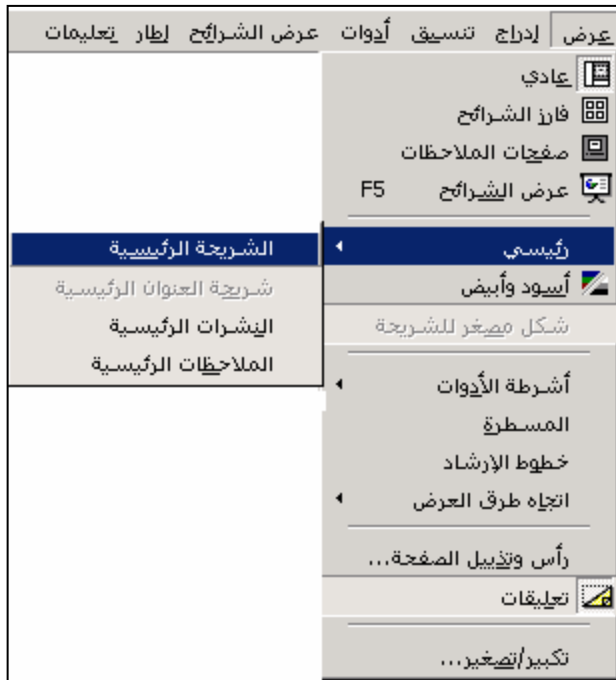 عرض إدراج تنسيق أدوات عرض الشرائح إطار تعليمات
عادي
فارز الشرائح
صفحات الملاحظات
عرض الشرائح F5
رئيسي
الشريحة الرئيسية
أسود وأبيض
شريحة العنوان الرئيسية
شكل مصغر للشريحة
النشرات الرئيسية
الملاحظات الرئيسية
أشرطة الأدوات
المسطرة
خطوط الإرشاد
اتجاه طرق العرض
رأس وتذييل الصفحة...
تعليقات
تكبير/تصغير...